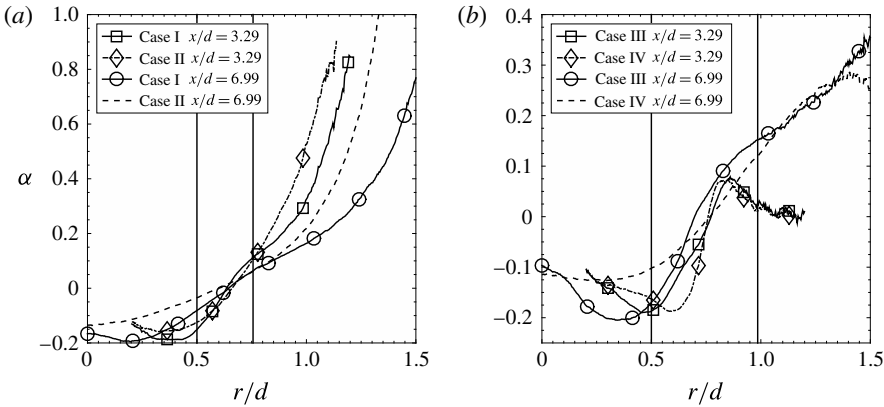 (a)
1.0
0.8
0.6
0.4
0.2
0
−0.2
α
Case I x/d = 3.29
Case II x/d = 3.29
Case I x/d = 6.99
Case II x/d = 6.99
0 0.5 1.0 1.5
r/d
(b)
0.4
0.3
0.2
0.1
0
−0.1
−0.2
Case III x/d = 3.29
Case IV x/d = 3.29
Case III x/d = 6.99
Case IV x/d = 6.99
0 0.5 1.0 1.5
r/d